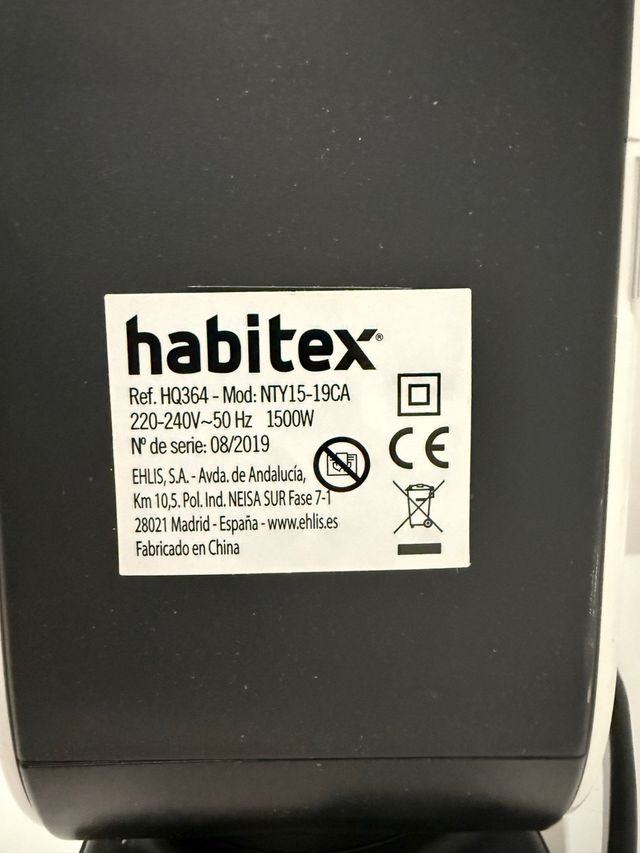 habitex®
Ref. HQ364 - Mod: NTY15-19CA
220-240V~50 Hz 1500W
Nº de serie: 08/2019
EHLIS, S.A. - Avda. de Andalucía,
Km 10,5. Pol. Ind. NEISA SUR Fase 7-1
28021 Madrid - España - www.ehlis.es
Fabricado en China
CE